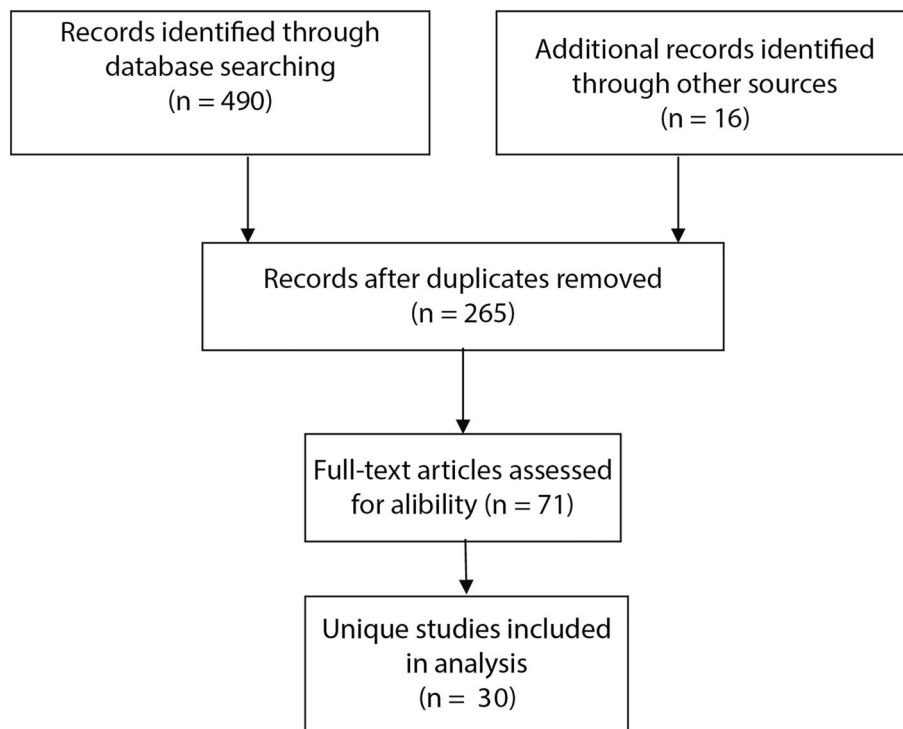 Records identified through
database searching
(n = 490)
Additional records identified
through other sources
(n = 16)
Records after duplicates removed
(n = 265)
Full-text articles assessed
for alibility (n = 71)
Unique studies included
in analysis
(n = 30)